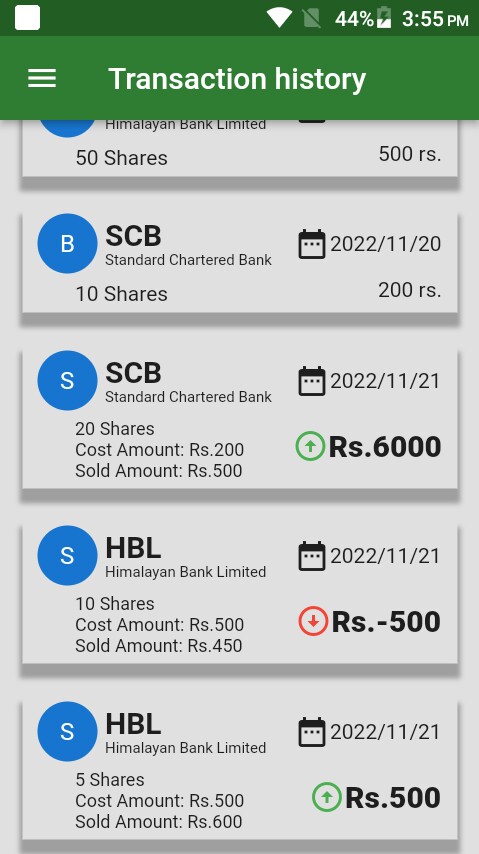 44% 3:55 PM
Transaction history
Himalayan Bank Limited
50 Shares 500 rs.
B SCB 2022/11/20
Standard Chartered Bank
10 Shares 200 rs.
S SCB 2022/11/21
Standard Chartered Bank
20 Shares
Cost Amount: Rs.200 Rs.6000
Sold Amount: Rs.500
S HBL 2022/11/21
Himalayan Bank Limited
10 Shares
Cost Amount: Rs.500 Rs.-500
Sold Amount: Rs.450
S HBL 2022/11/21
Himalayan Bank Limited
5 Shares
Cost Amount: Rs.500 Rs.500
Sold Amount: Rs.600